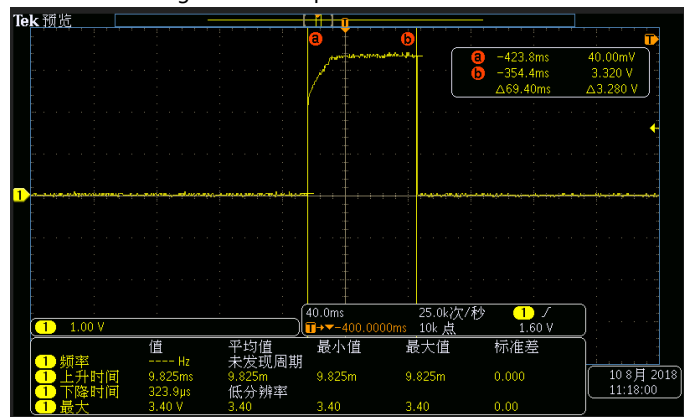 Tek 预览
a b
a -423.8ms 40.00mV
b -354.4ms 3.320 V
△69.40ms △3.280 V
1
1 1.00 V
40.0ms 25.0k次/秒 1
T→▼-400.0000ms 10k 点 1.60 V
值 平均值 最小值 最大值 标准差
1 频率 ---- Hz 未发现周期
1 上升时间 9.825ms 9.825m 9.825m 9.825m 0.000
1 下降时间 323.9µs 低分辨率
1 最大 3.40 V 3.40 3.40 3.40 0.00
10 8月 2018
11:18:00